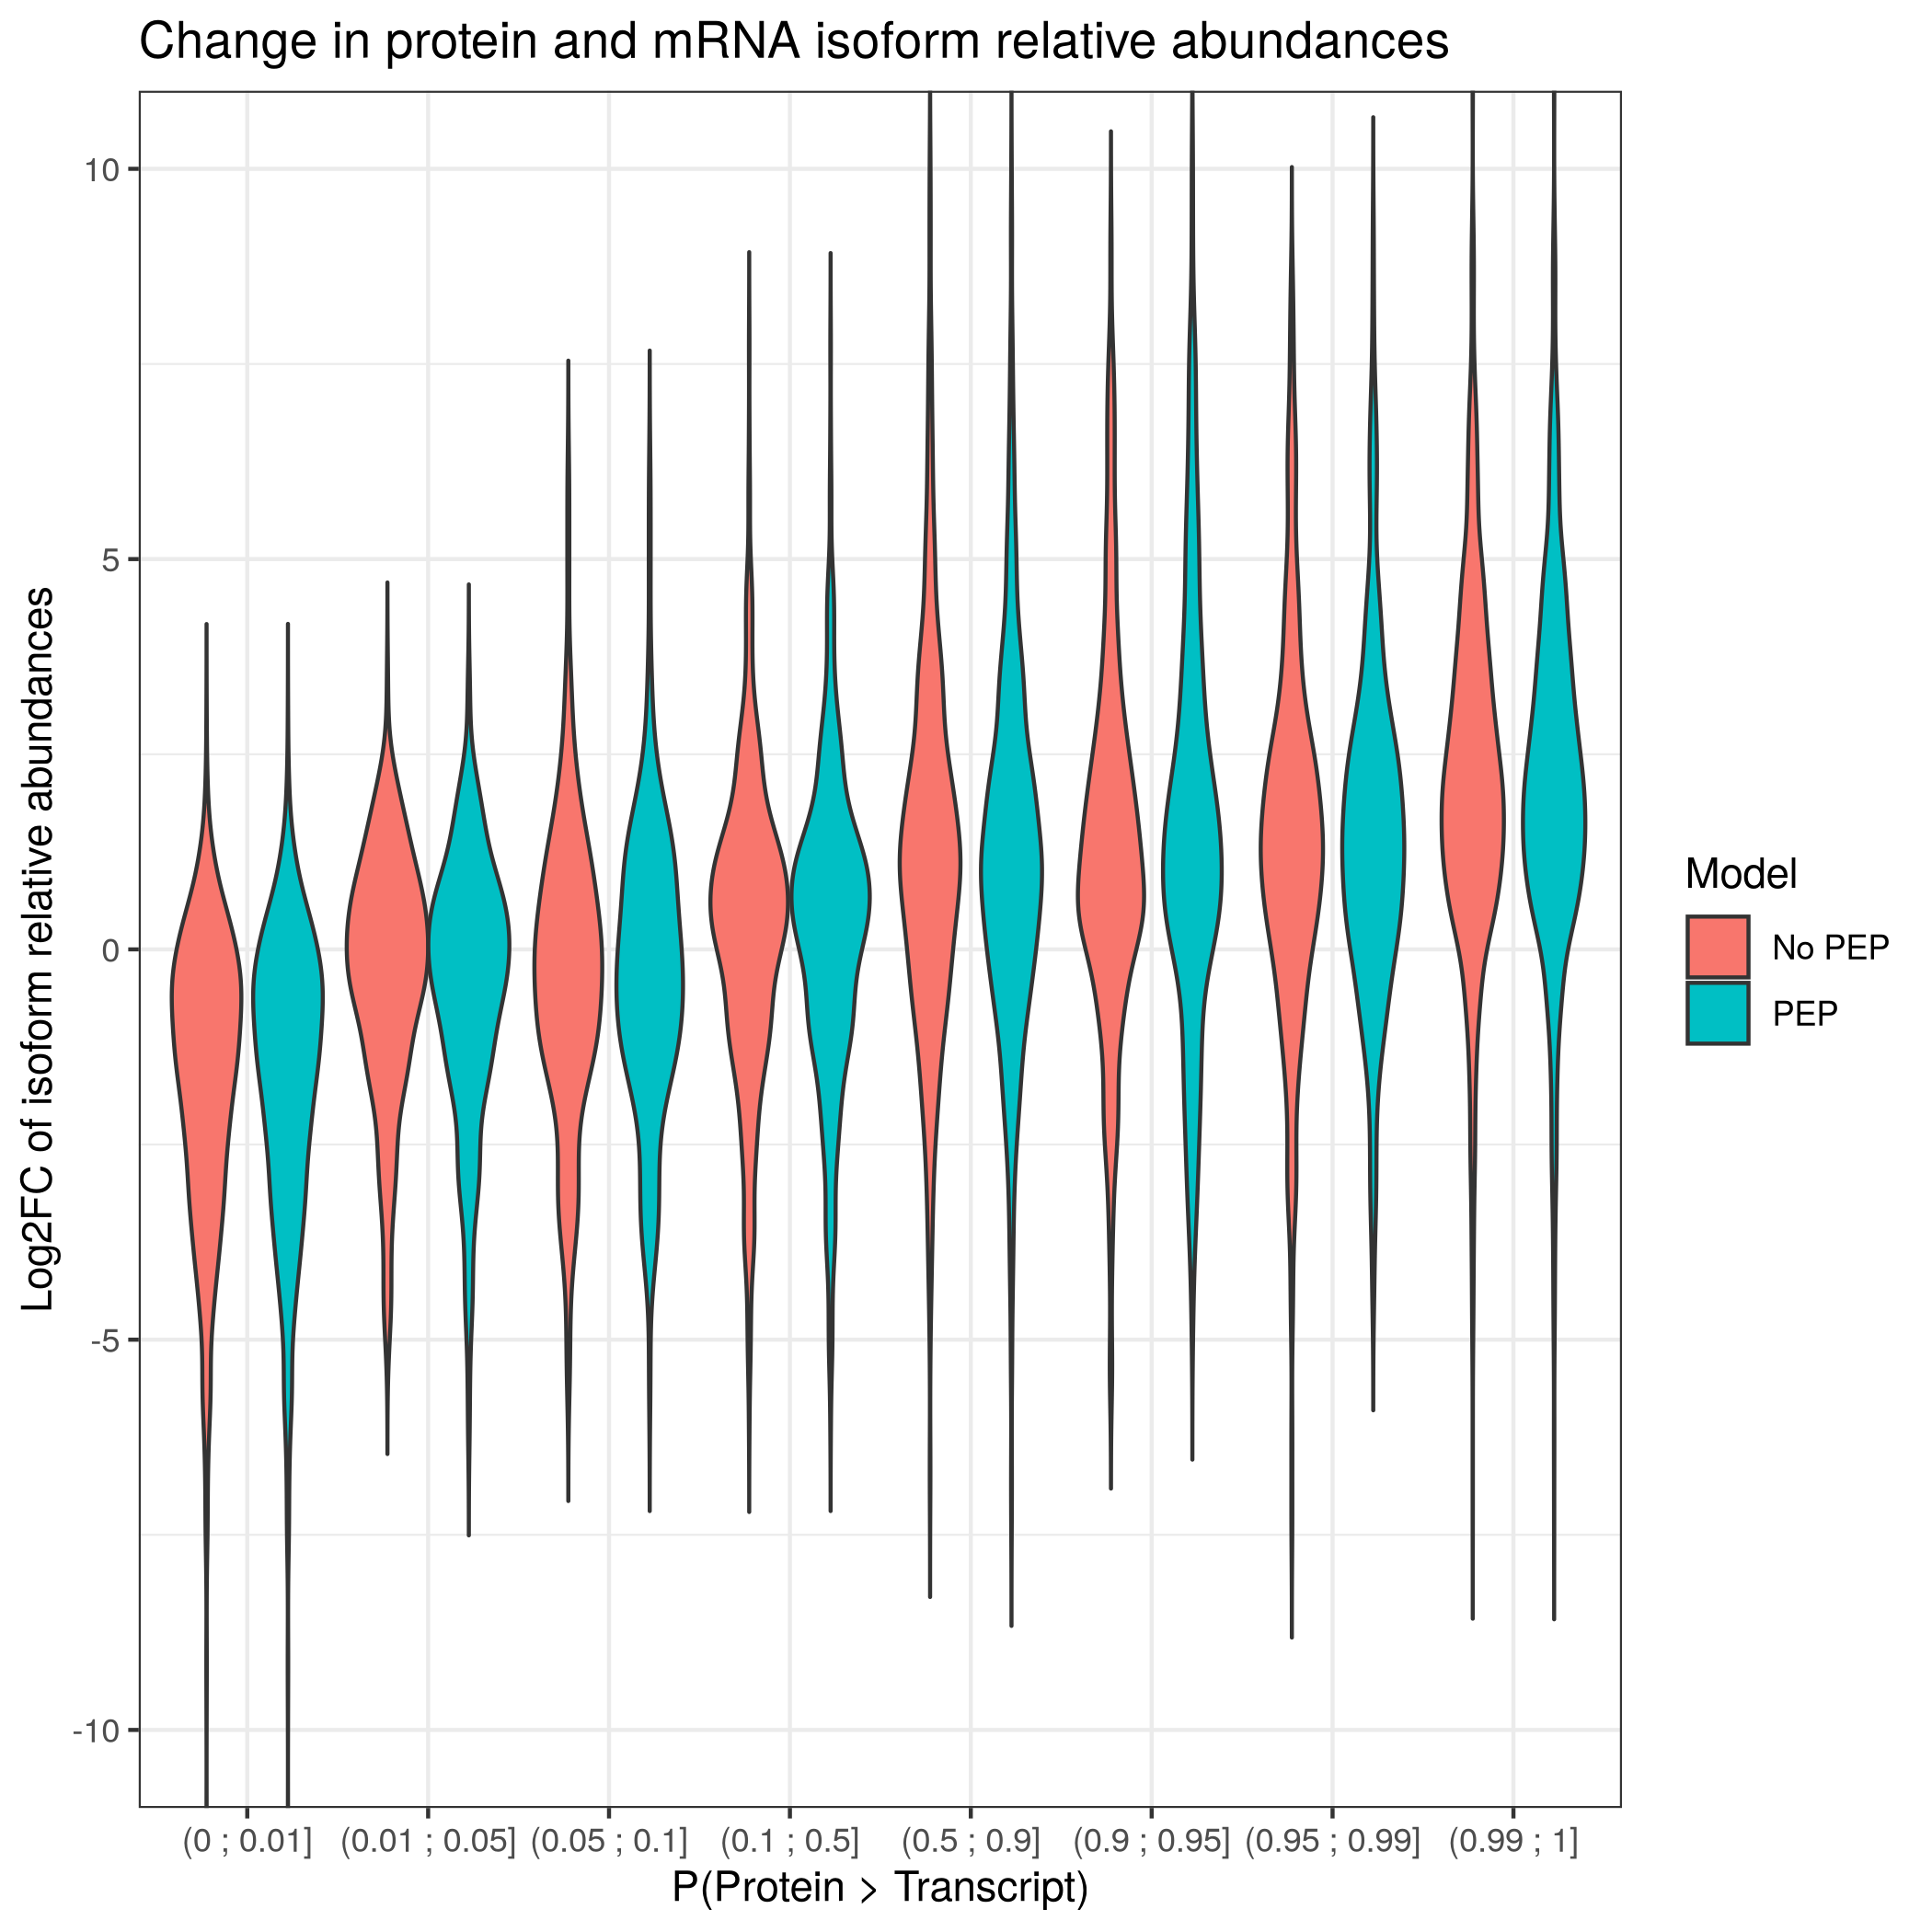 Change in protein and mRNA isoform relative abundances
Log2FC of isoform relative abundances
10
5
0
-5
-10
(0 ; 0.01]
(0.01 ; 0.05]
(0.05 ; 0.1]
(0.1 ; 0.5]
(0.5 ; 0.9]
(0.9 ; 0.95]
(0.95 ; 0.99]
(0.99 ; 1]
P(Protein > Transcript)
Model
No PEP
PEP